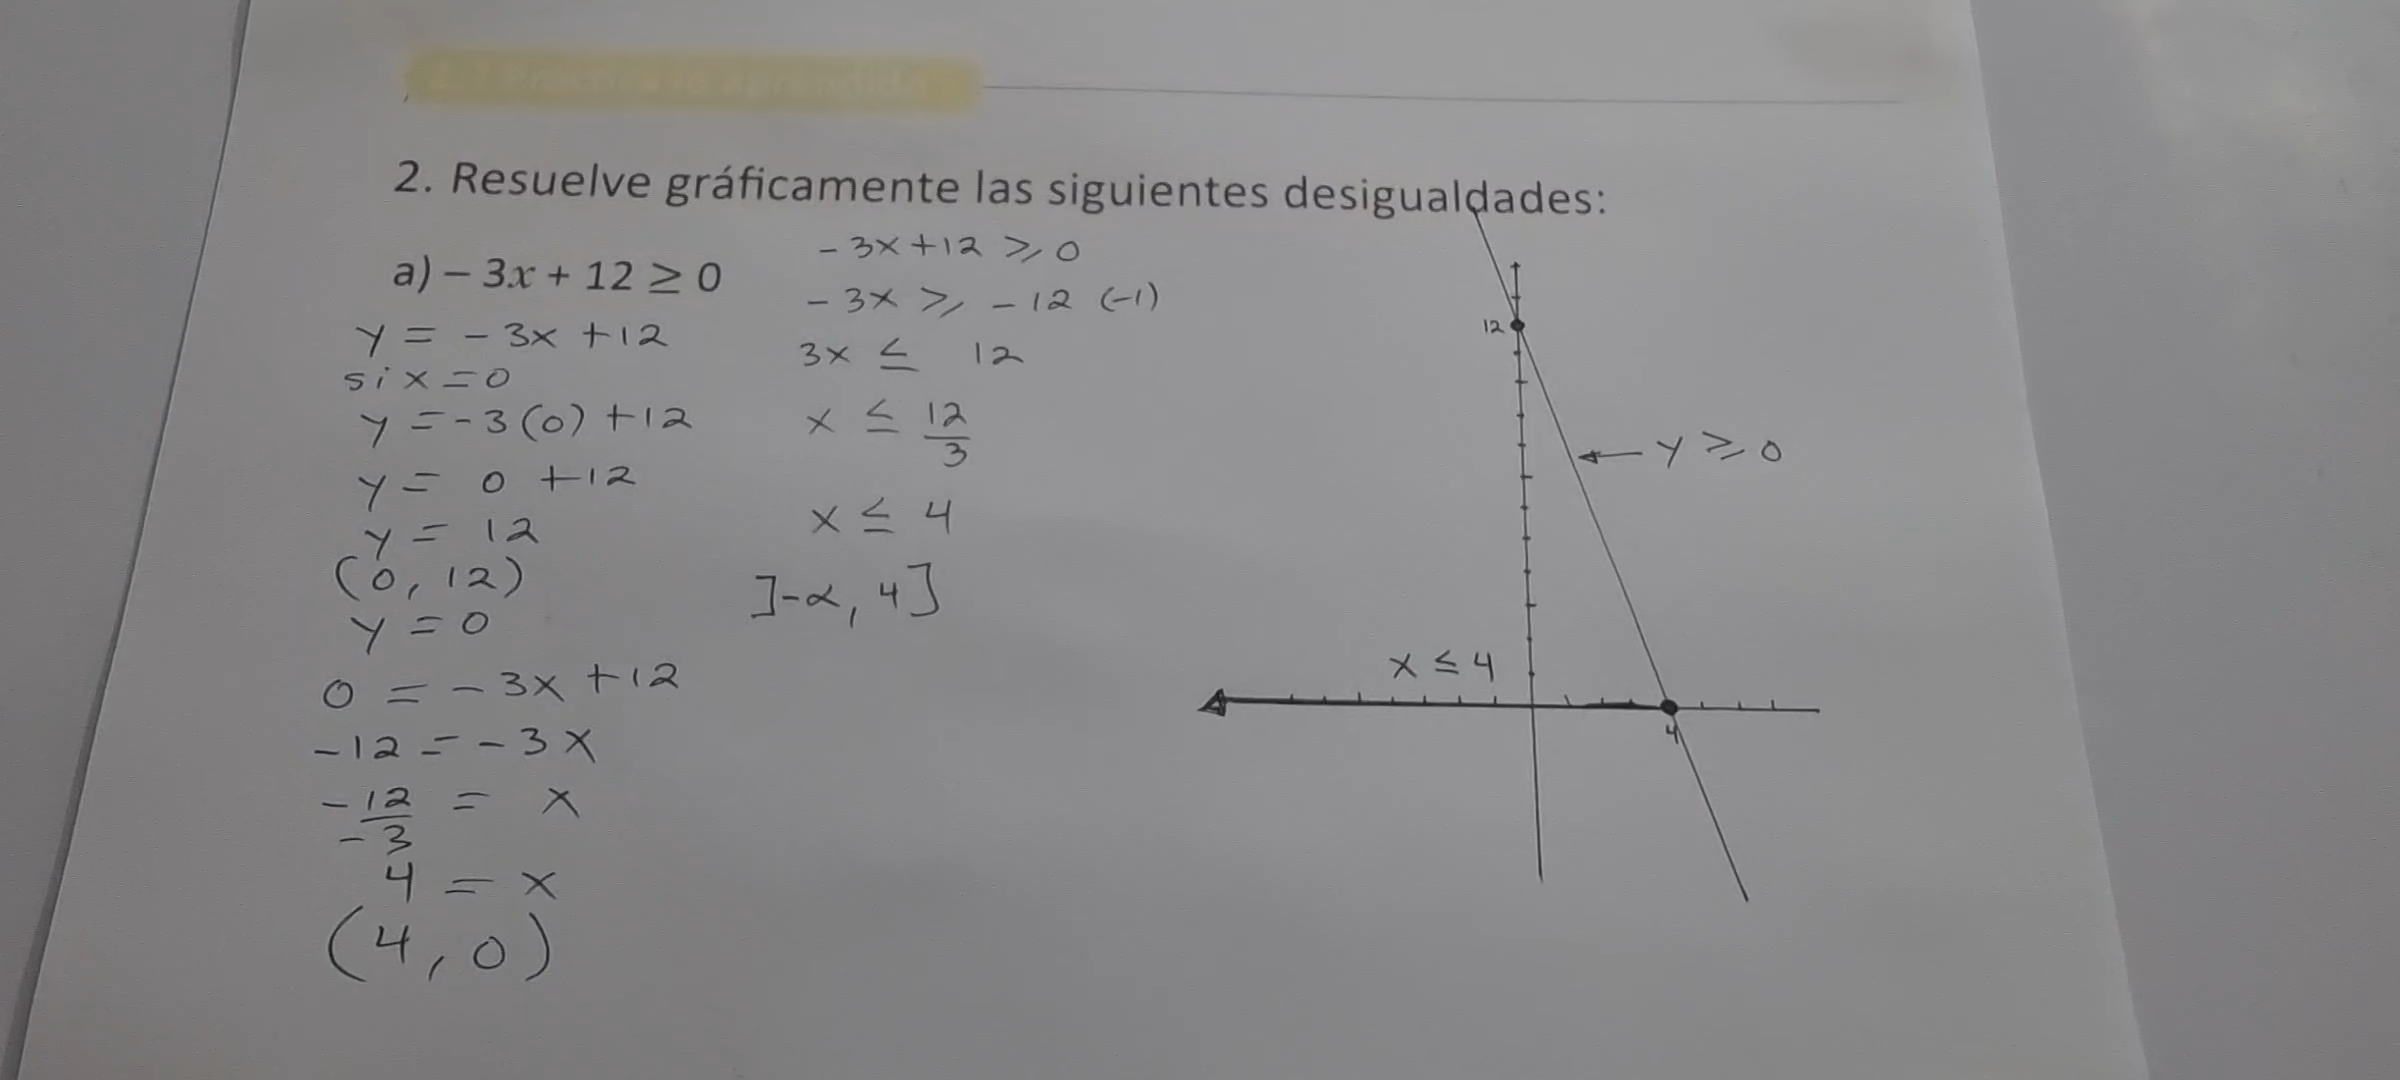 2. Resuelve gráficamente las siguientes desigualdades:
a) – 3x + 12 ≥ 0
y = - 3x + 12
si x = 0
y = -3 (0) + 12
y = 0 + 12
y = 12
(0, 12)
y = 0
0 = - 3x + 12
-12 = - 3x
-12 = x
-3
4 = x
(4, 0)
- 3x + 12 ≥ 0
- 3x ≥ - 12 (-1)
3x ≤ 12
x ≤ 12
3
x ≤ 4
]-α, 4]
12
y ≥ 0
x ≤ 4
4